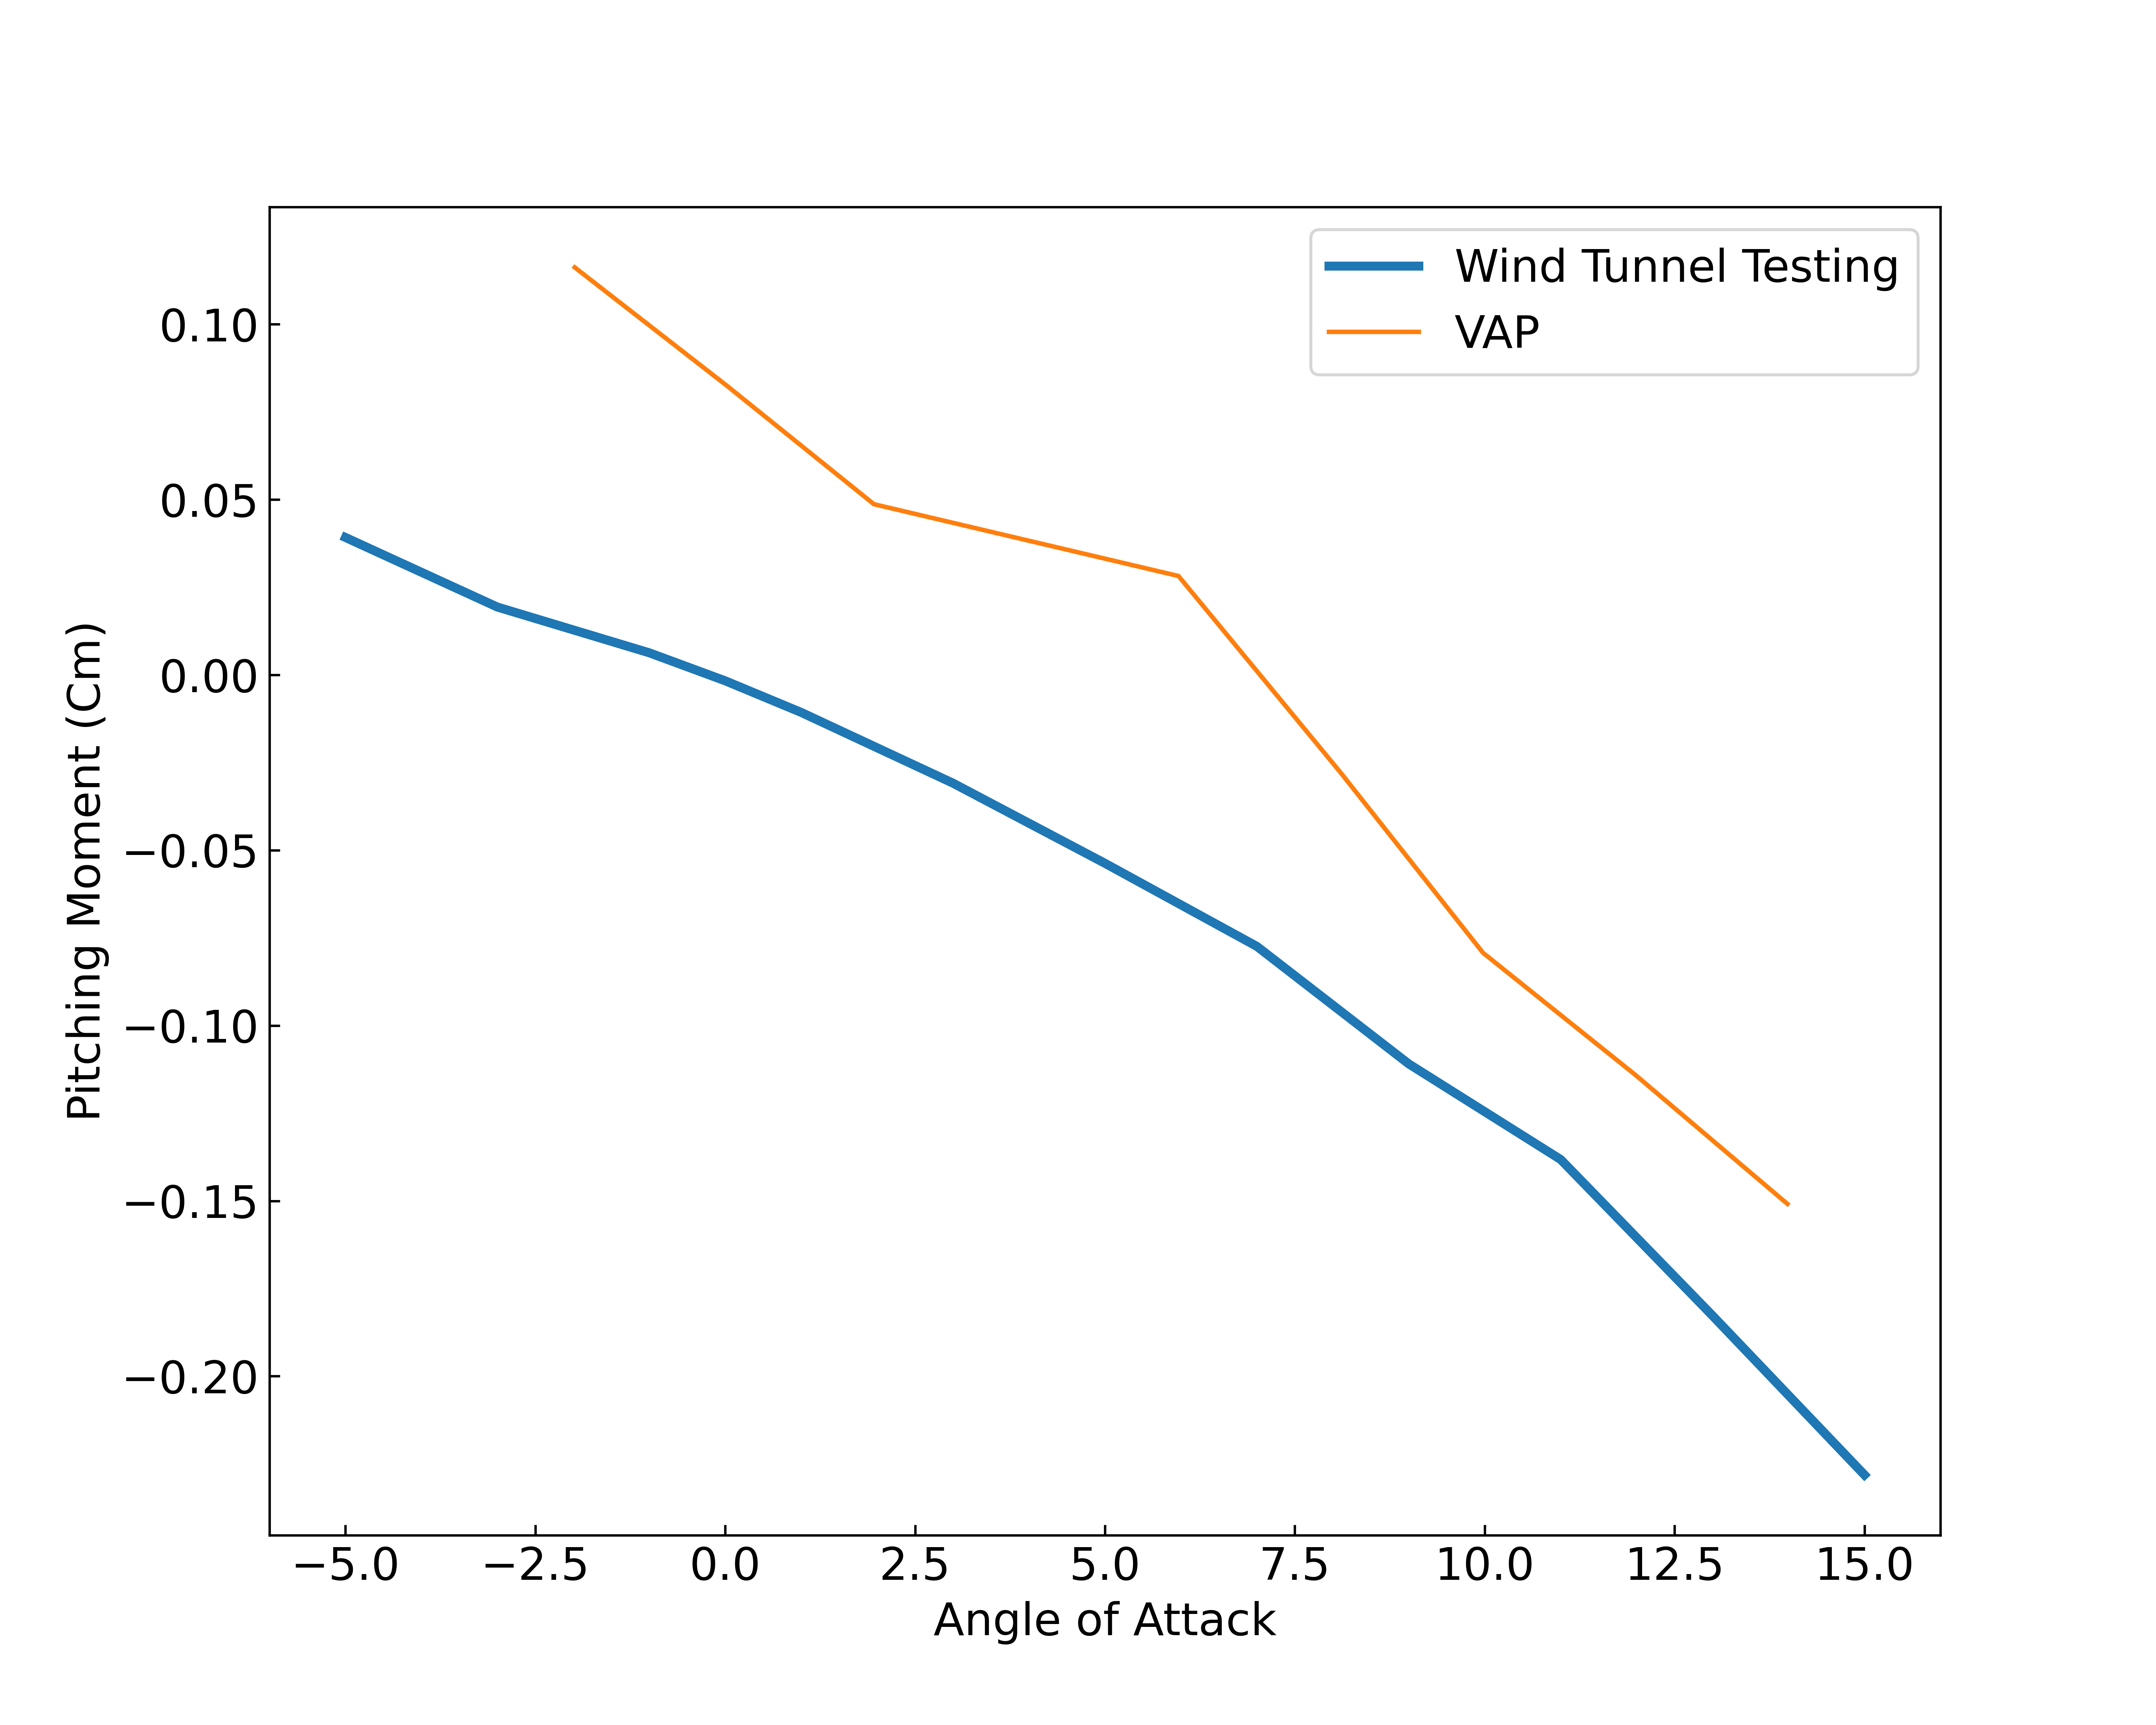 Wind Tunnel Testing
VAP
0.10
0.05
0.00
−0.05
−0.10
−0.15
−0.20
Pitching Moment (Cm)
−5.0 −2.5 0.0 2.5 5.0 7.5 10.0 12.5 15.0
Angle of Attack